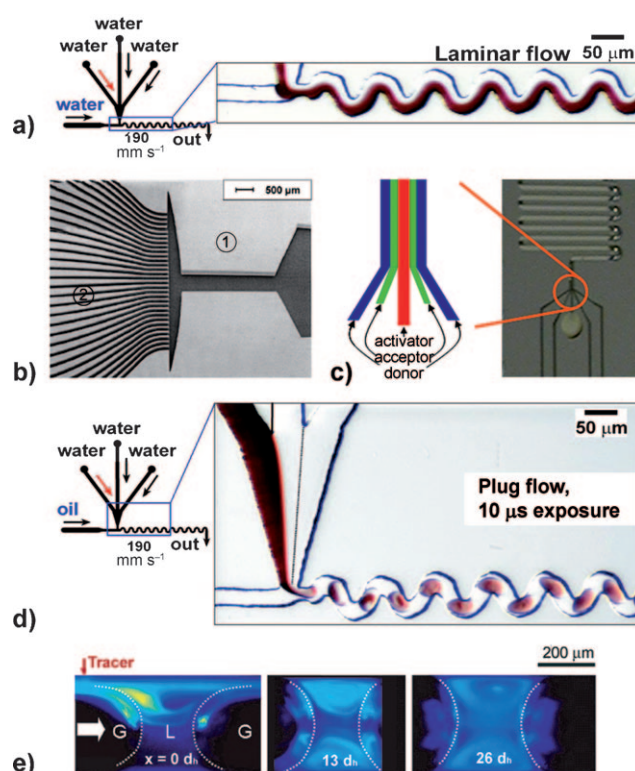 water
water
water
water
190
mm s⁻¹
out
Laminar flow
50 µm
a)
500 µm
1
2
b)
activator
acceptor
donor
c)
water
water
water
oil
190
mm s⁻¹
out
50 µm
Plug flow,
10 µs exposure
d)
Tracer
200 µm
G
L
G
x = 0 dₕ
13 dₕ
26 dₕ
e)